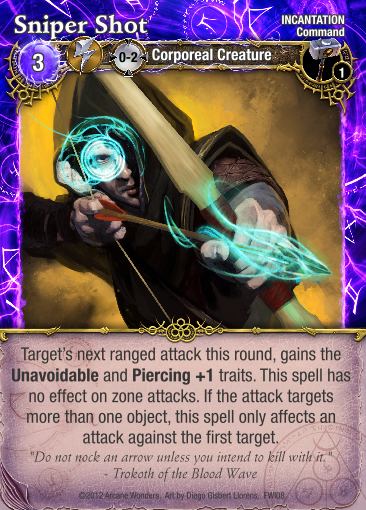 Sniper Shot
INCANTATION
Command
3
0-2
Corporeal Creature
1
Target's next ranged attack this round, gains the
Unavoidable and Piercing +1 traits. This spell has
no effect on zone attacks. If the attack targets
more than one object, this spell only affects an
attack against the first target.
"Do not nock an arrow unless you intend to kill with it."
- Trokoth of the Blood Wave
©2012 Arcane Wonders. Art by Diego Gisbert Llorens. FWI08